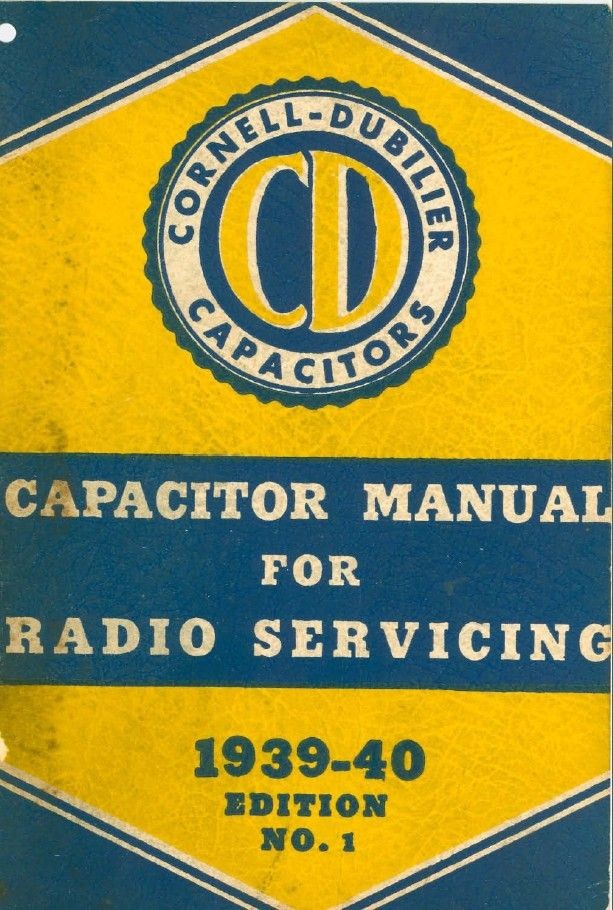 CORNELL-DUBILIER
CD
CAPACITORS
CAPACITOR MANUAL
FOR
RADIO SERVICING
1939-40
EDITION
NO. 1